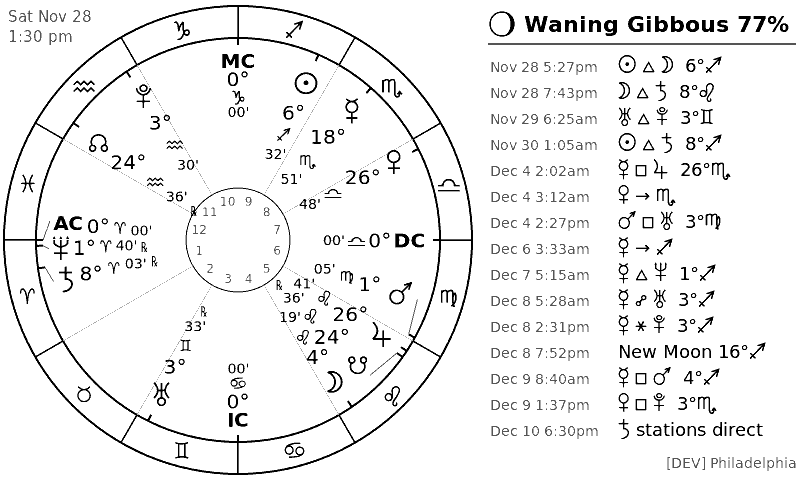 Sat Nov 28
1:30 pm
MC
0°
♑
00'
☉
6°
♐
32'
☿
18°
♏
51'
♀
26°
♎
48'
♇
3°
♒
30'
☊
24°
♒
36'
℞
AC 0° ♈ 00'
♆ 1° ♈ 40' ℞
♄ 8° ♈ 03' ℞
00' ♎ 0° DC
05' ♍ 1° ♂
41' ♌ 26° ♃
℞ 36' ♌ 24° ☋
19' ♌ 4° ☽
℞
33'
♊
3°
♅
00'
♋
0°
IC
10 9
11 8
12 7
1 6
2 5
3 4
♑ ♐
♒ ♏
♓ ♎
♈ ♍
♉ ♌
♊ ♋
Waning Gibbous 77%
Nov 28 5:27pm ☉ △ ☽ 6°♐
Nov 28 7:43pm ☽ △ ♄ 8°♌
Nov 29 6:25am ♅ △ ♇ 3°♊
Nov 30 1:05am ☉ △ ♄ 8°♐
Dec 4 2:02am ☿ □ ♃ 26°♏
Dec 4 3:12am ♀ → ♏
Dec 4 2:27pm ♂ □ ♅ 3°♍
Dec 6 3:33am ☿ → ♐
Dec 7 5:15am ☿ △ ♆ 1°♐
Dec 8 5:28am ☿ ☍ ♅ 3°♐
Dec 8 2:31pm ☿ ⚹ ♇ 3°♐
Dec 8 7:52pm New Moon 16°♐
Dec 9 8:40am ☿ □ ♂ 4°♐
Dec 9 1:37pm ♀ □ ♇ 3°♏
Dec 10 6:30pm ♄ stations direct
[DEV] Philadelphia